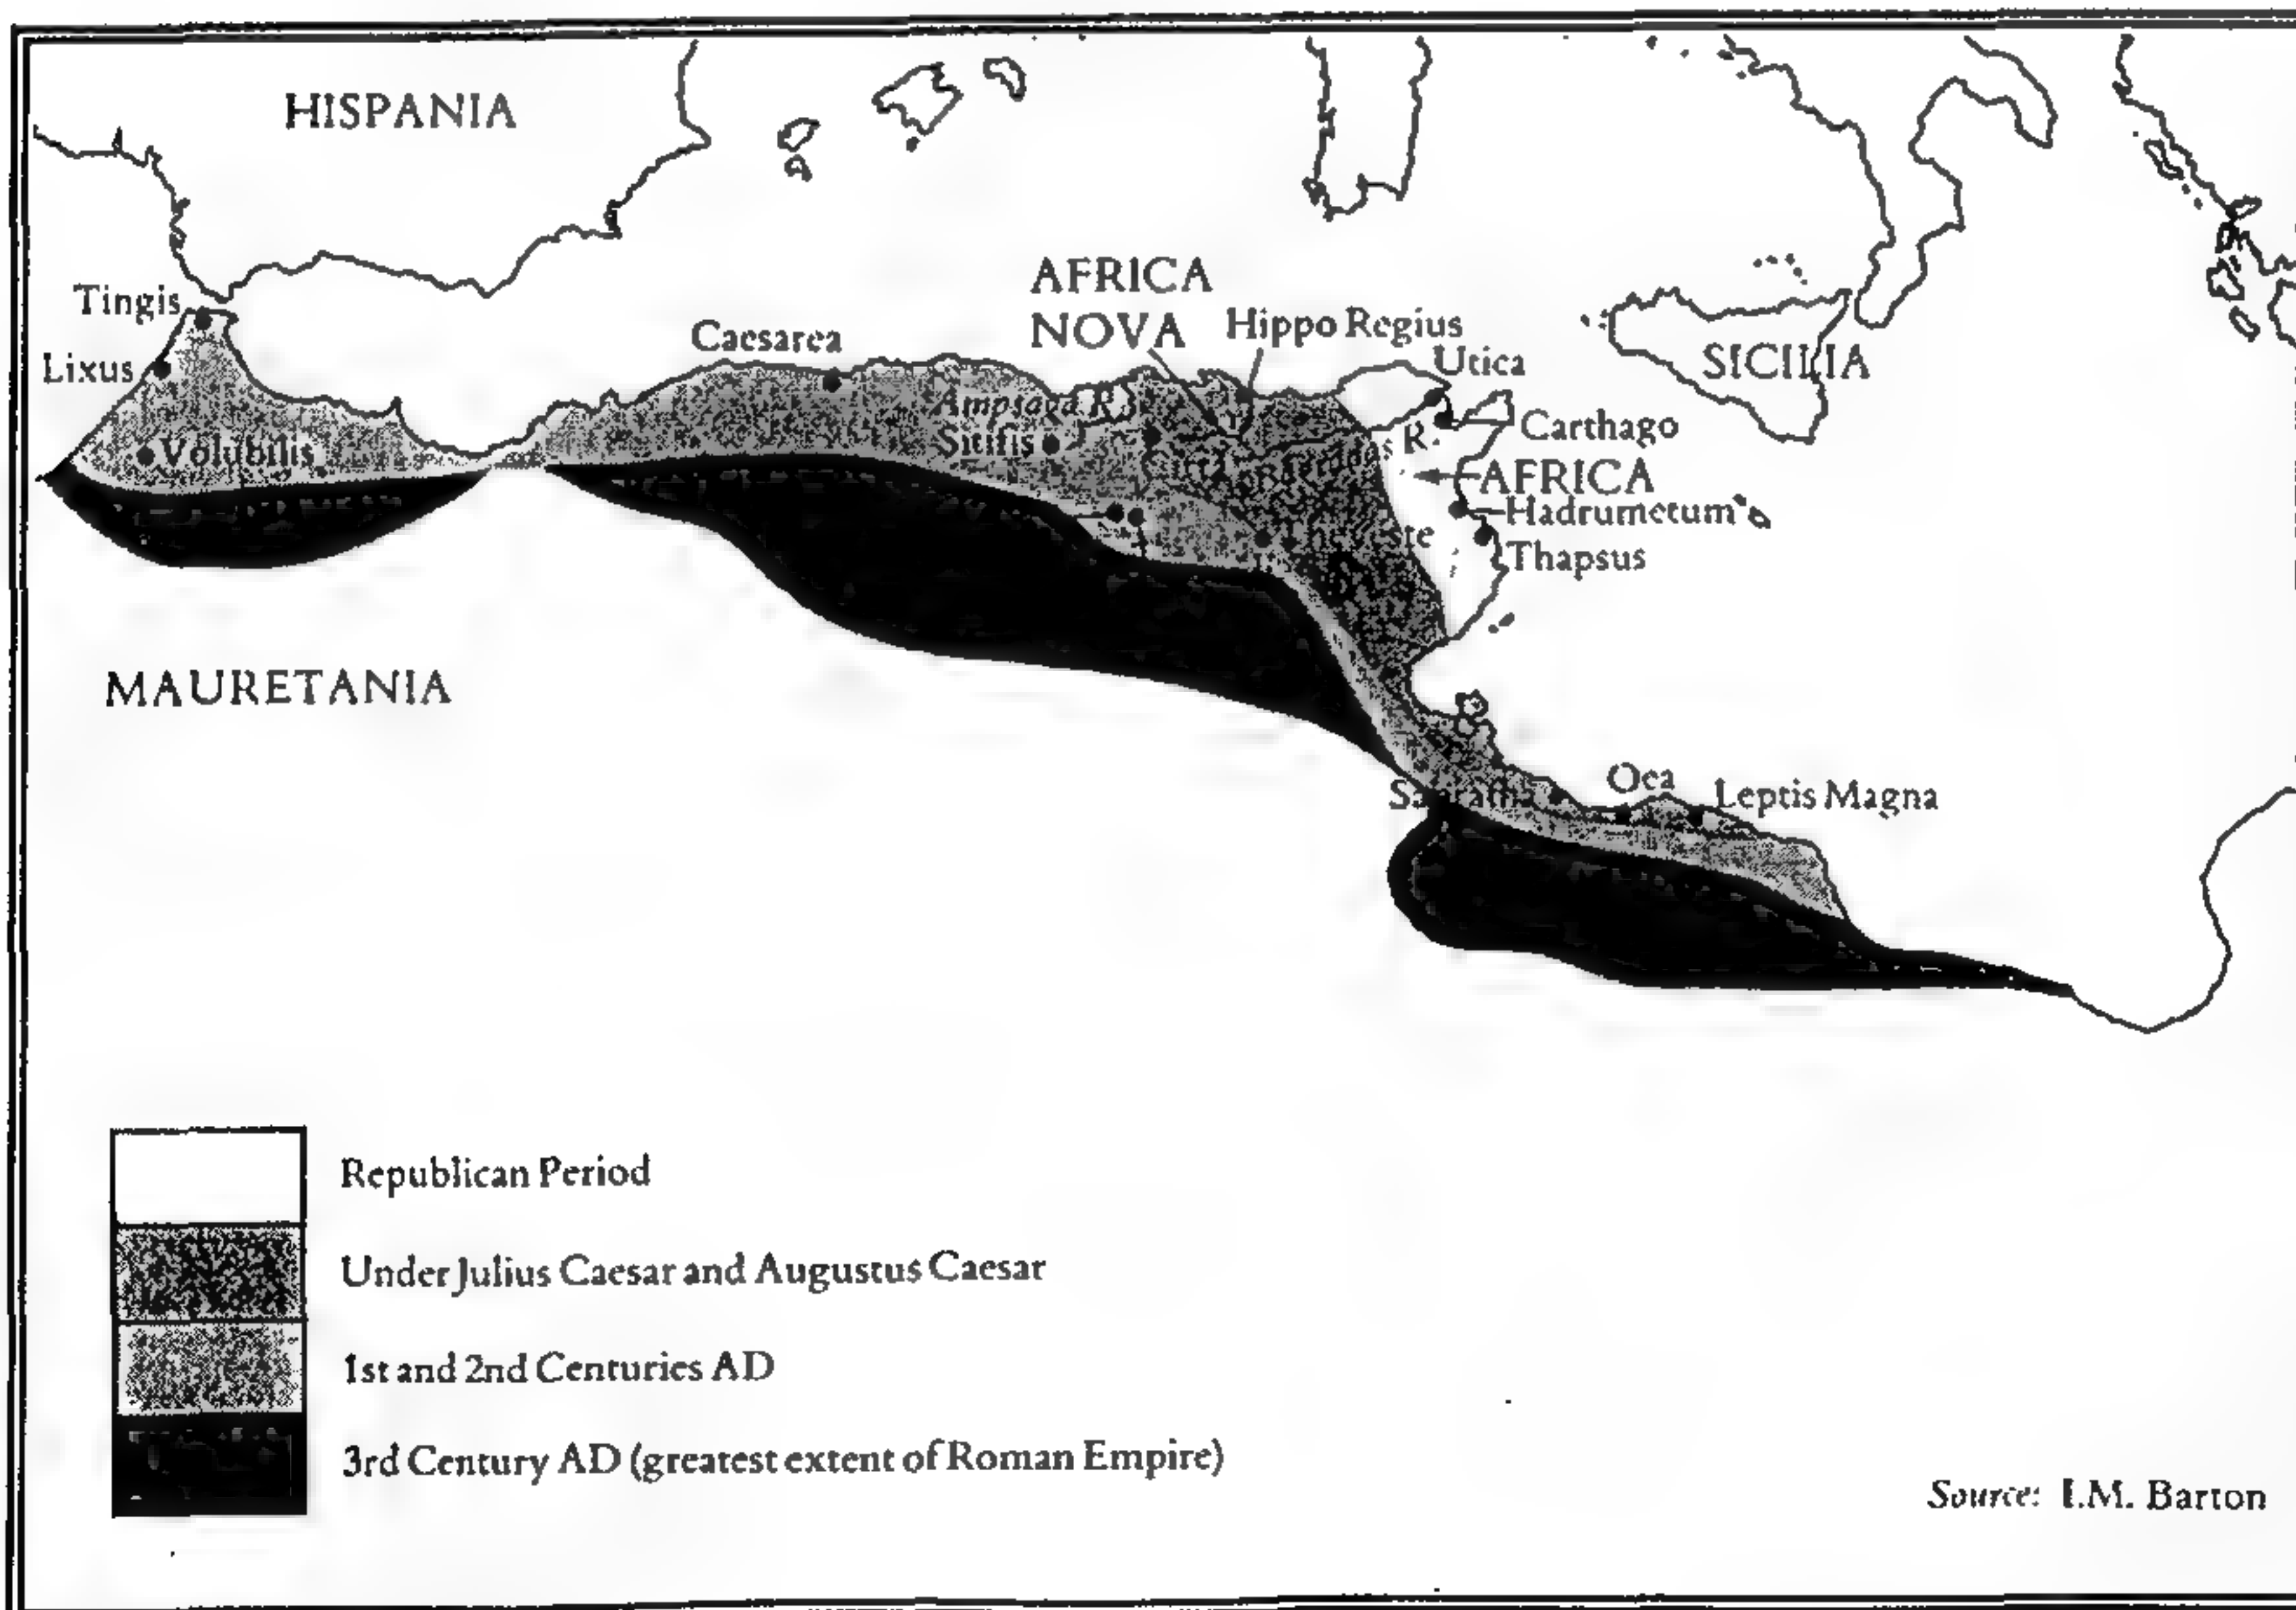 HISPANIA
AFRICA
NOVA
Hippo Regius
Tingis
Caesarea
Utica
SICILIA
Lixus
Ampsaga R.
Carthago
Volubilis
Sitifis
R.
AFRICA
Hadrumetum
Thapsus
MAURETANIA
Oea
Leptis Magna
Republican Period
Under Julius Caesar and Augustus Caesar
1st and 2nd Centuries AD
3rd Century AD (greatest extent of Roman Empire)
Source: I.M. Barton